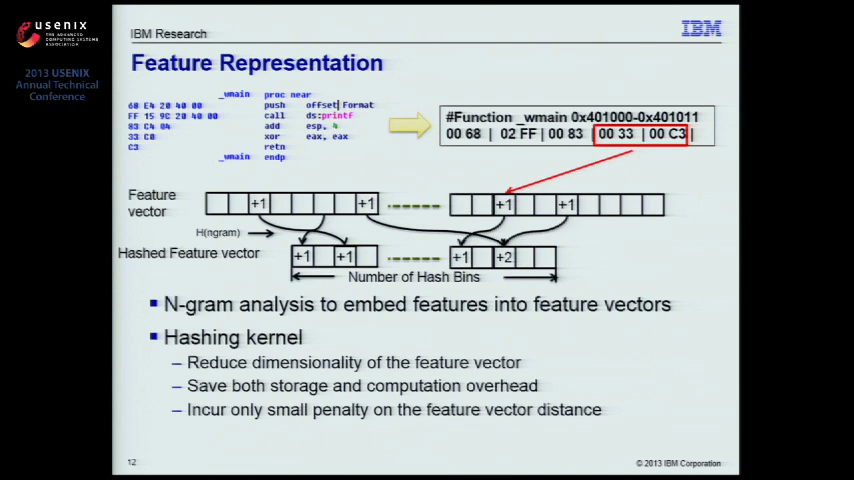 usenix
THE ADVANCED
COMPUTING SYSTEMS
ASSOCIATION
2013 USENIX
Annual Technical
Conference
IBM Research
IBM
Feature Representation
_wmain proc near
68 E4 20 40 00 push offset Format
FF 15 9C 20 40 00 call ds:printf
83 C4 04 add esp, 4
33 C0 xor eax, eax
C3 retn
_wmain endp
#Function _wmain 0x401000-0x401011
00 68 | 02 FF | 00 83 | 00 33 | 00 C3 |
Feature
vector
+1 +1 +1 +1
H(ngram)
Hashed Feature vector
+1 +1 +1 +2
Number of Hash Bins
▪ N-gram analysis to embed features into feature vectors
▪ Hashing kernel
– Reduce dimensionality of the feature vector
– Save both storage and computation overhead
– Incur only small penalty on the feature vector distance
12
© 2013 IBM Corporation